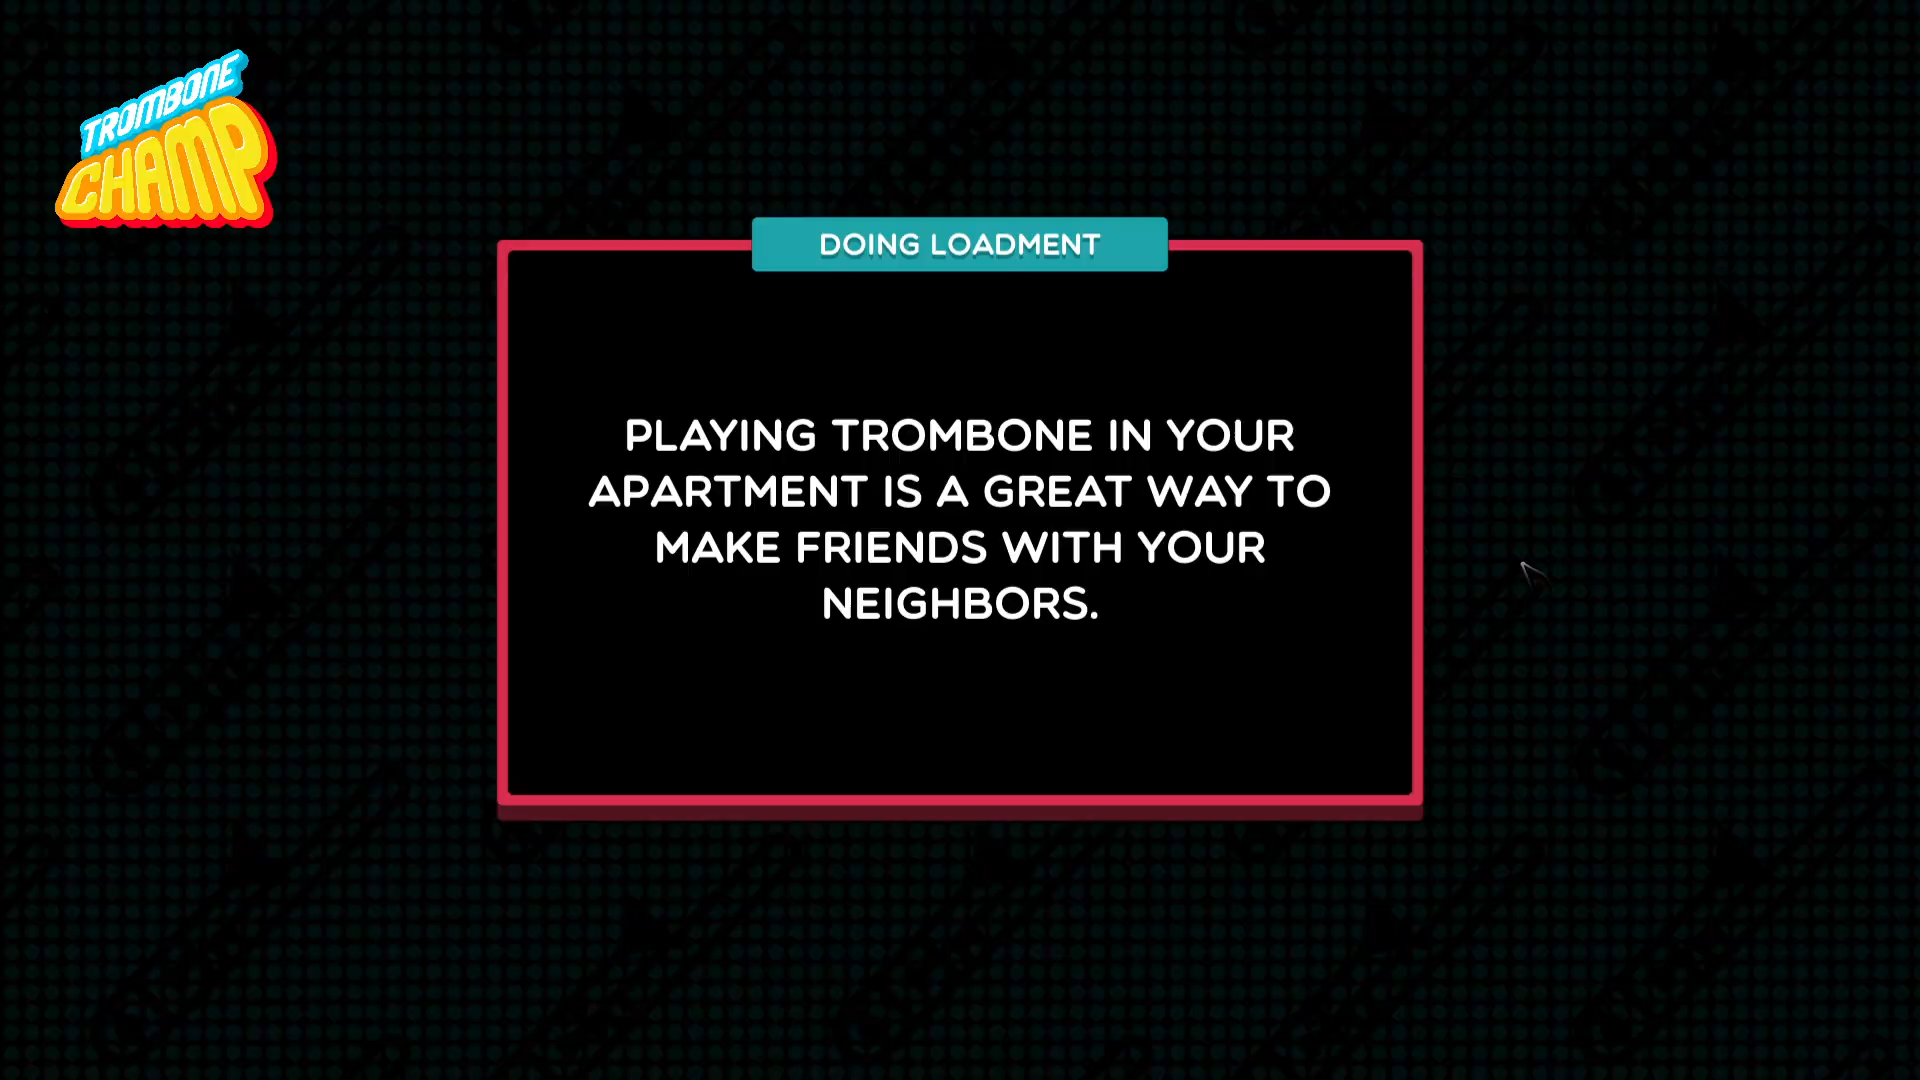 TROMBONE
CHAMP
DOING LOADMENT
PLAYING TROMBONE IN YOUR
APARTMENT IS A GREAT WAY TO
MAKE FRIENDS WITH YOUR
NEIGHBORS.